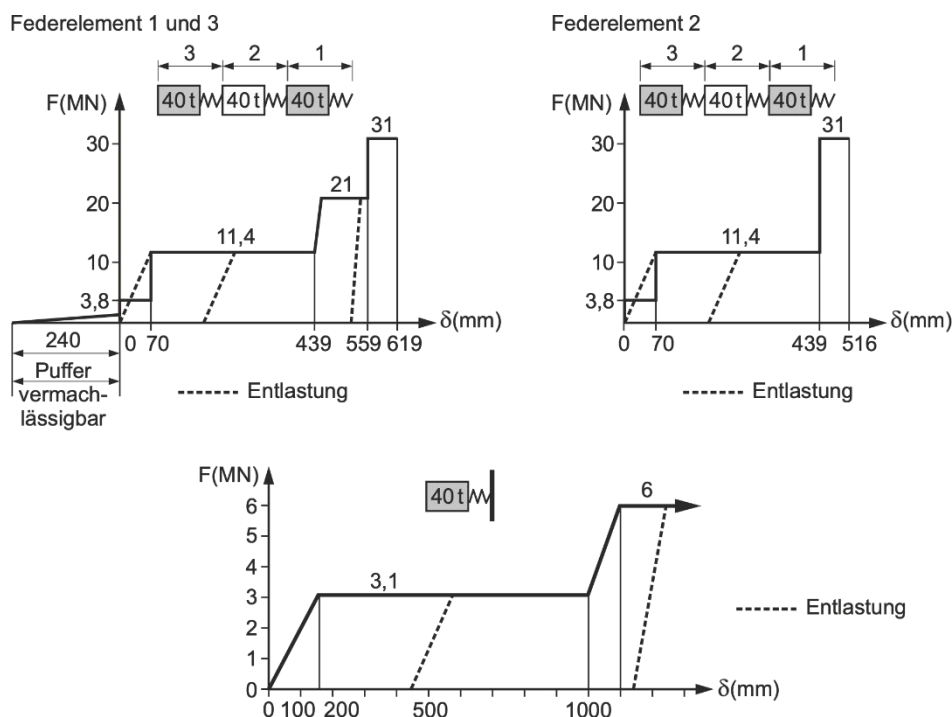 Federelement 1 und 3
3 2 1
40 t 40 t 40 t
F(MN)
31
30
21
20
11,4
10
3,8
δ(mm)
240
0 70 439 559 619
Puffer
vermach-
lässigbar
Entlastung
Federelement 2
3 2 1
40 t 40 t 40 t
F(MN)
31
30
20
11,4
10
3,8
δ(mm)
0 70 439 516
Entlastung
F(MN)
40 t
6
6
5
4
3,1
3
2
1
0
Entlastung
δ(mm)
0 100 200 500 1000